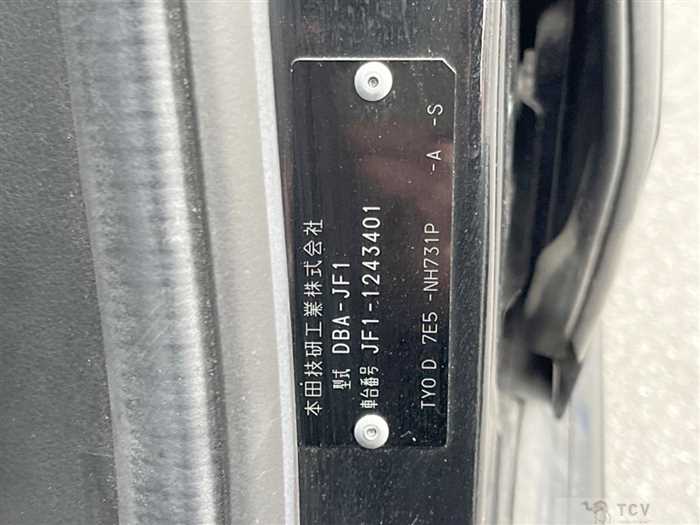 本田技研工業株式会社
型式 DBA-JF1
車台番号 JF1-1243401
TY0 D 7E5 -NH731P -A -S
TCV